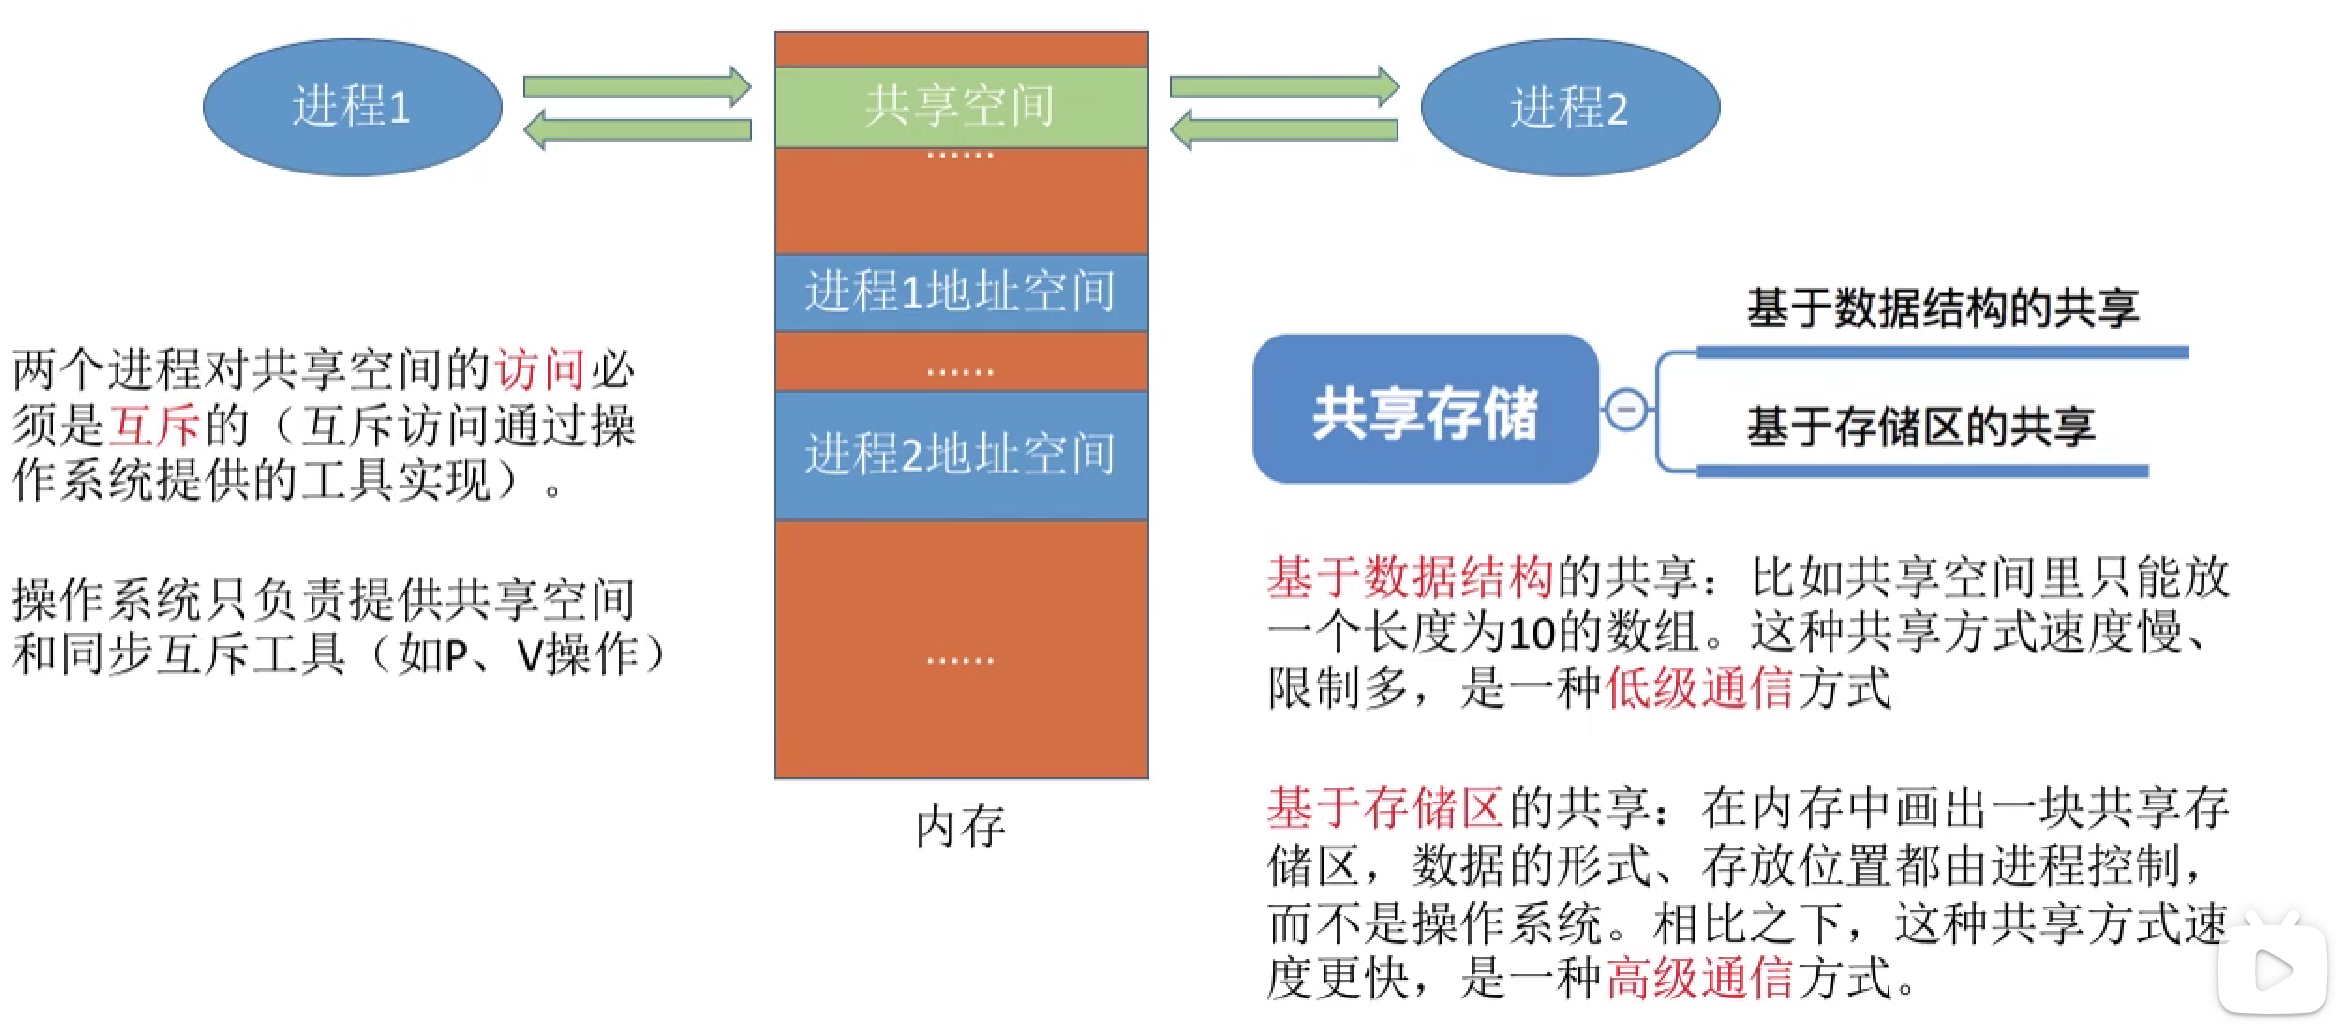 进程1
共享空间
进程2
……
进程1地址空间
……
进程2地址空间
……
内存
两个进程对共享空间的访问必
须是互斥的（互斥访问通过操
作系统提供的工具实现）。
操作系统只负责提供共享空间
和同步互斥工具（如P、V操作）
共享存储
基于数据结构的共享
基于存储区的共享
基于数据结构的共享：比如共享空间里只能放
一个长度为10的数组。这种共享方式速度慢、
限制多，是一种低级通信方式
基于存储区的共享：在内存中画出一块共享存
储区，数据的形式、存放位置都由进程控制，
而不是操作系统。相比之下，这种共享方式速
度更快，是一种高级通信方式。